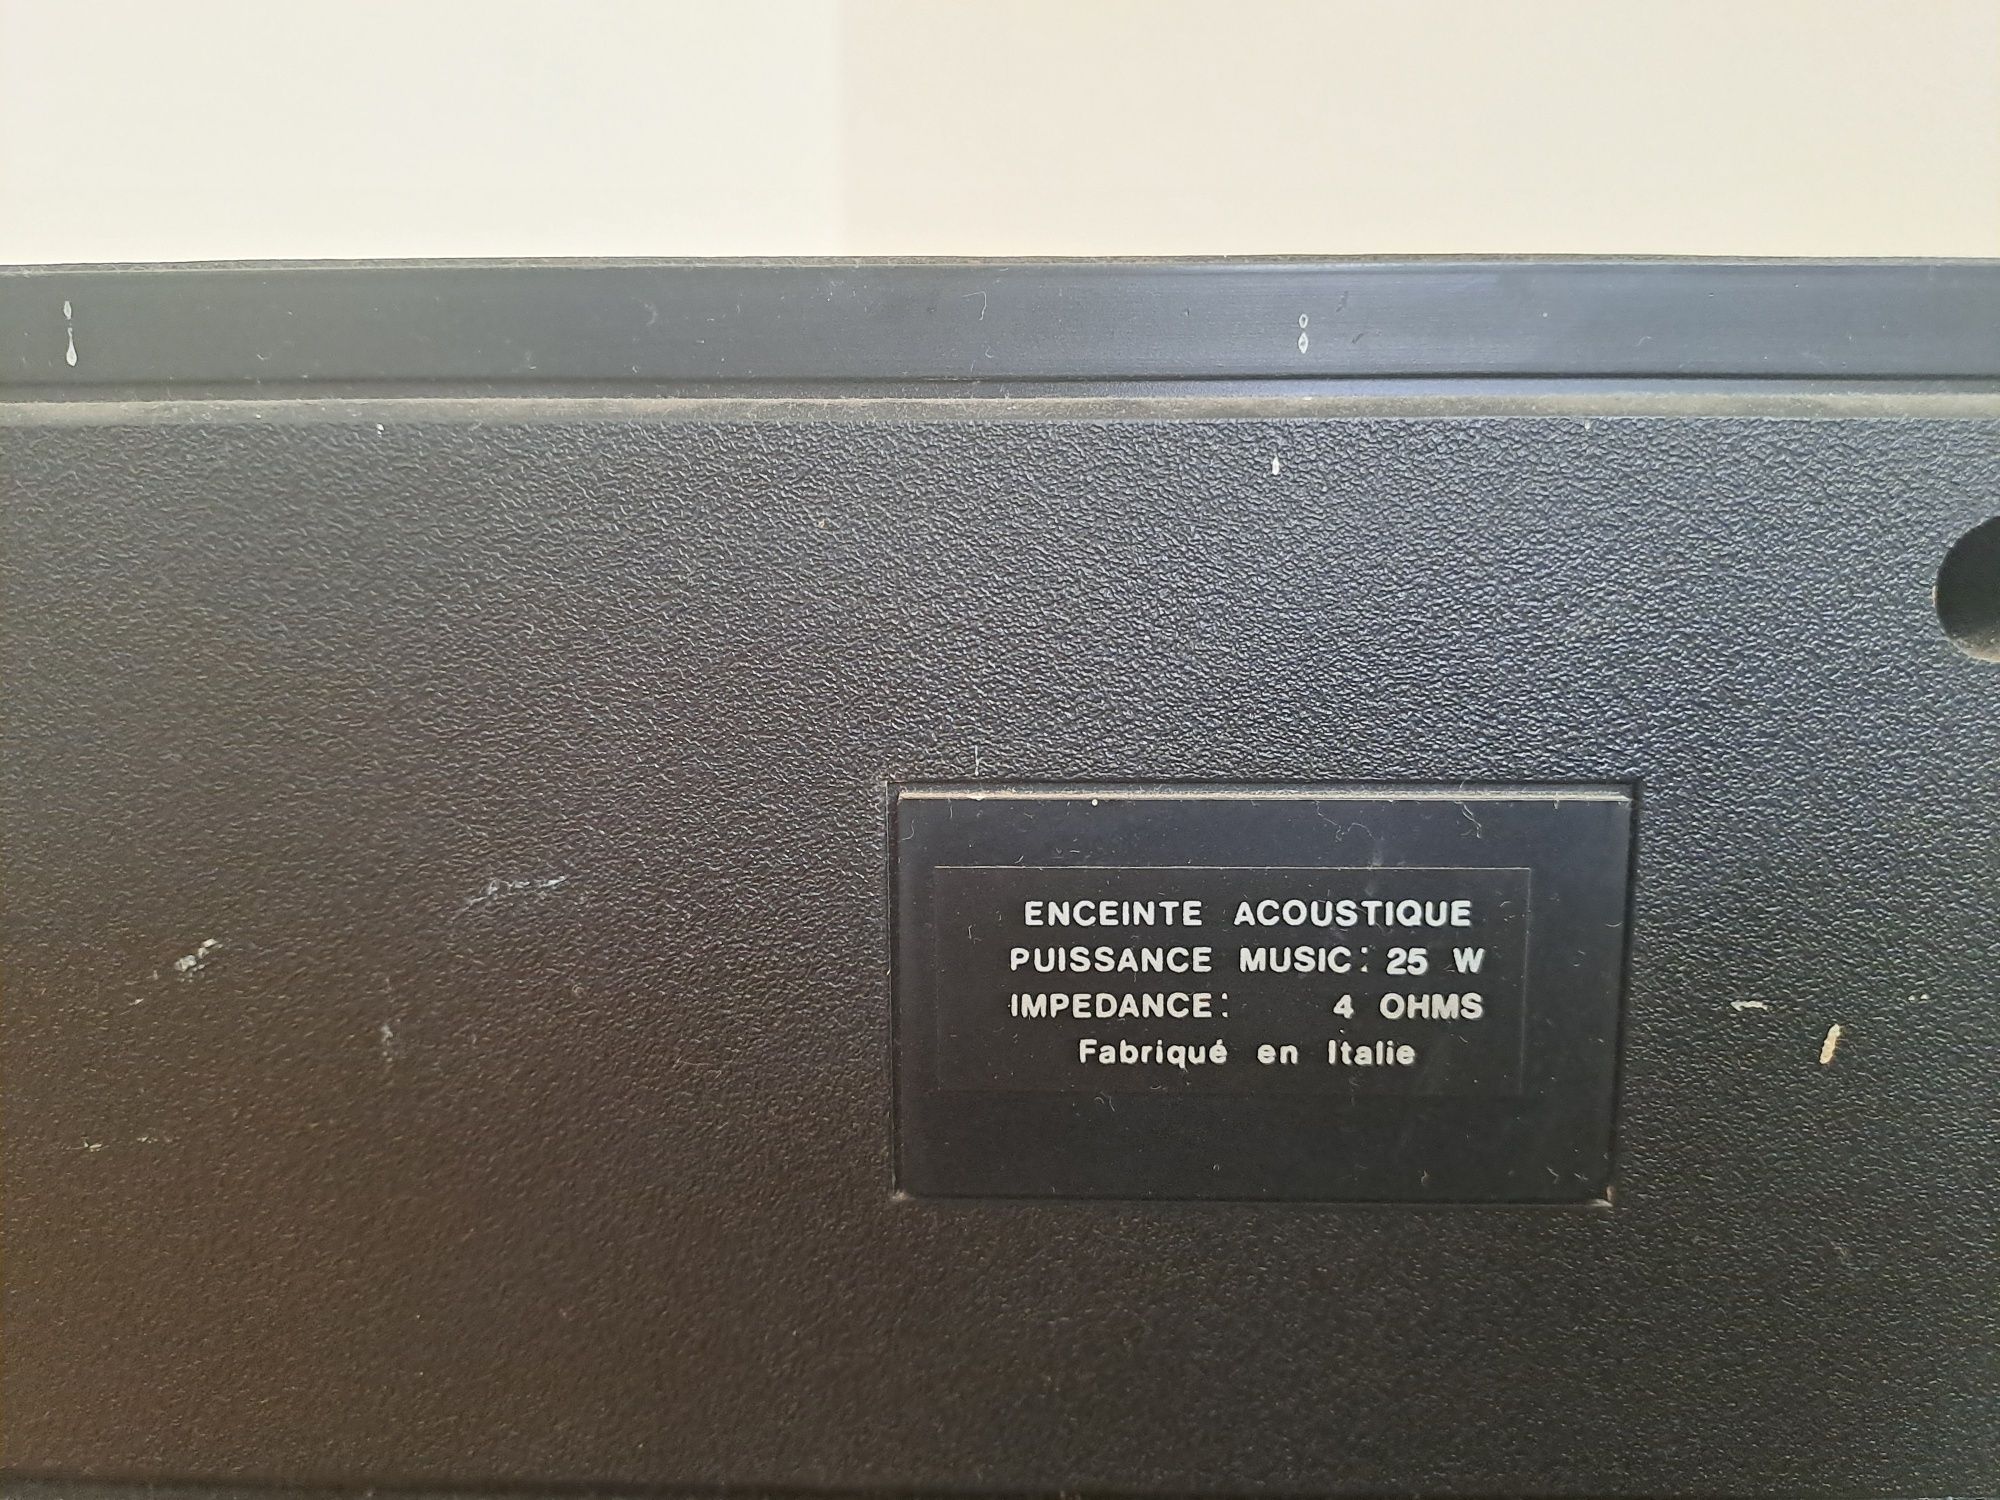 ENCEINTE ACOUSTIQUE
PUISSANCE MUSIC: 25 W
IMPEDANCE: 4 OHMS
Fabriqué en Italie